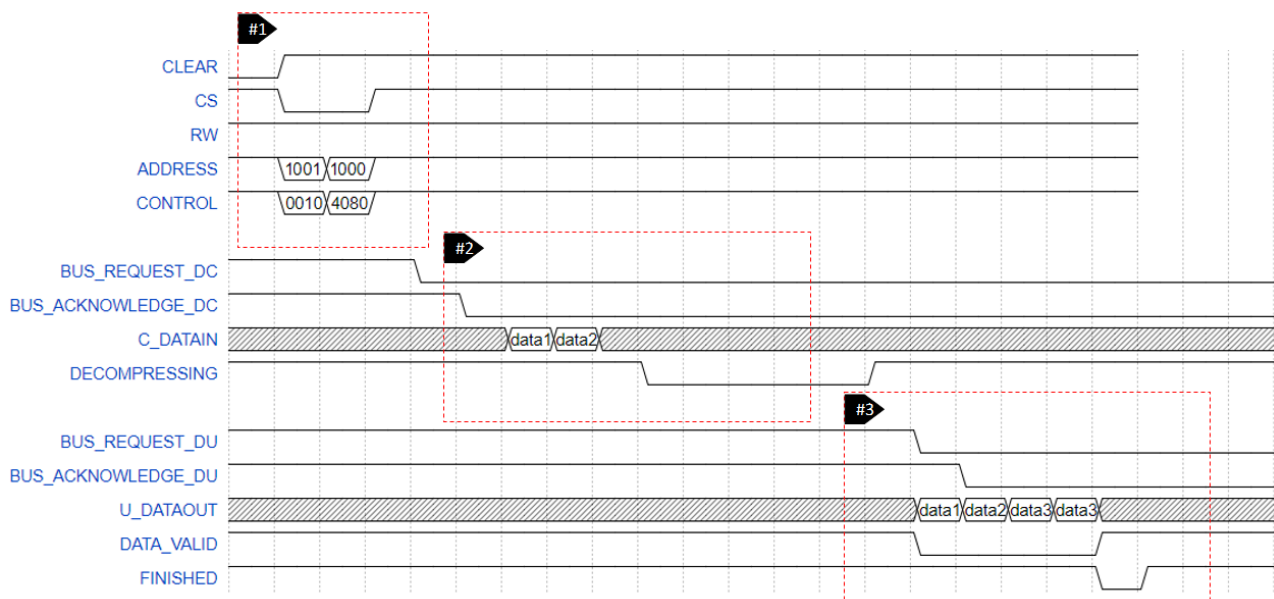 #1
CLEAR
CS
RW
ADDRESS 1001 1000
CONTROL 0010 4080
#2
BUS_REQUEST_DC
BUS_ACKNOWLEDGE_DC
C_DATAIN data1 data2
DECOMPRESSING
#3
BUS_REQUEST_DU
BUS_ACKNOWLEDGE_DU
U_DATAOUT data1 data2 data3 data3
DATA_VALID
FINISHED